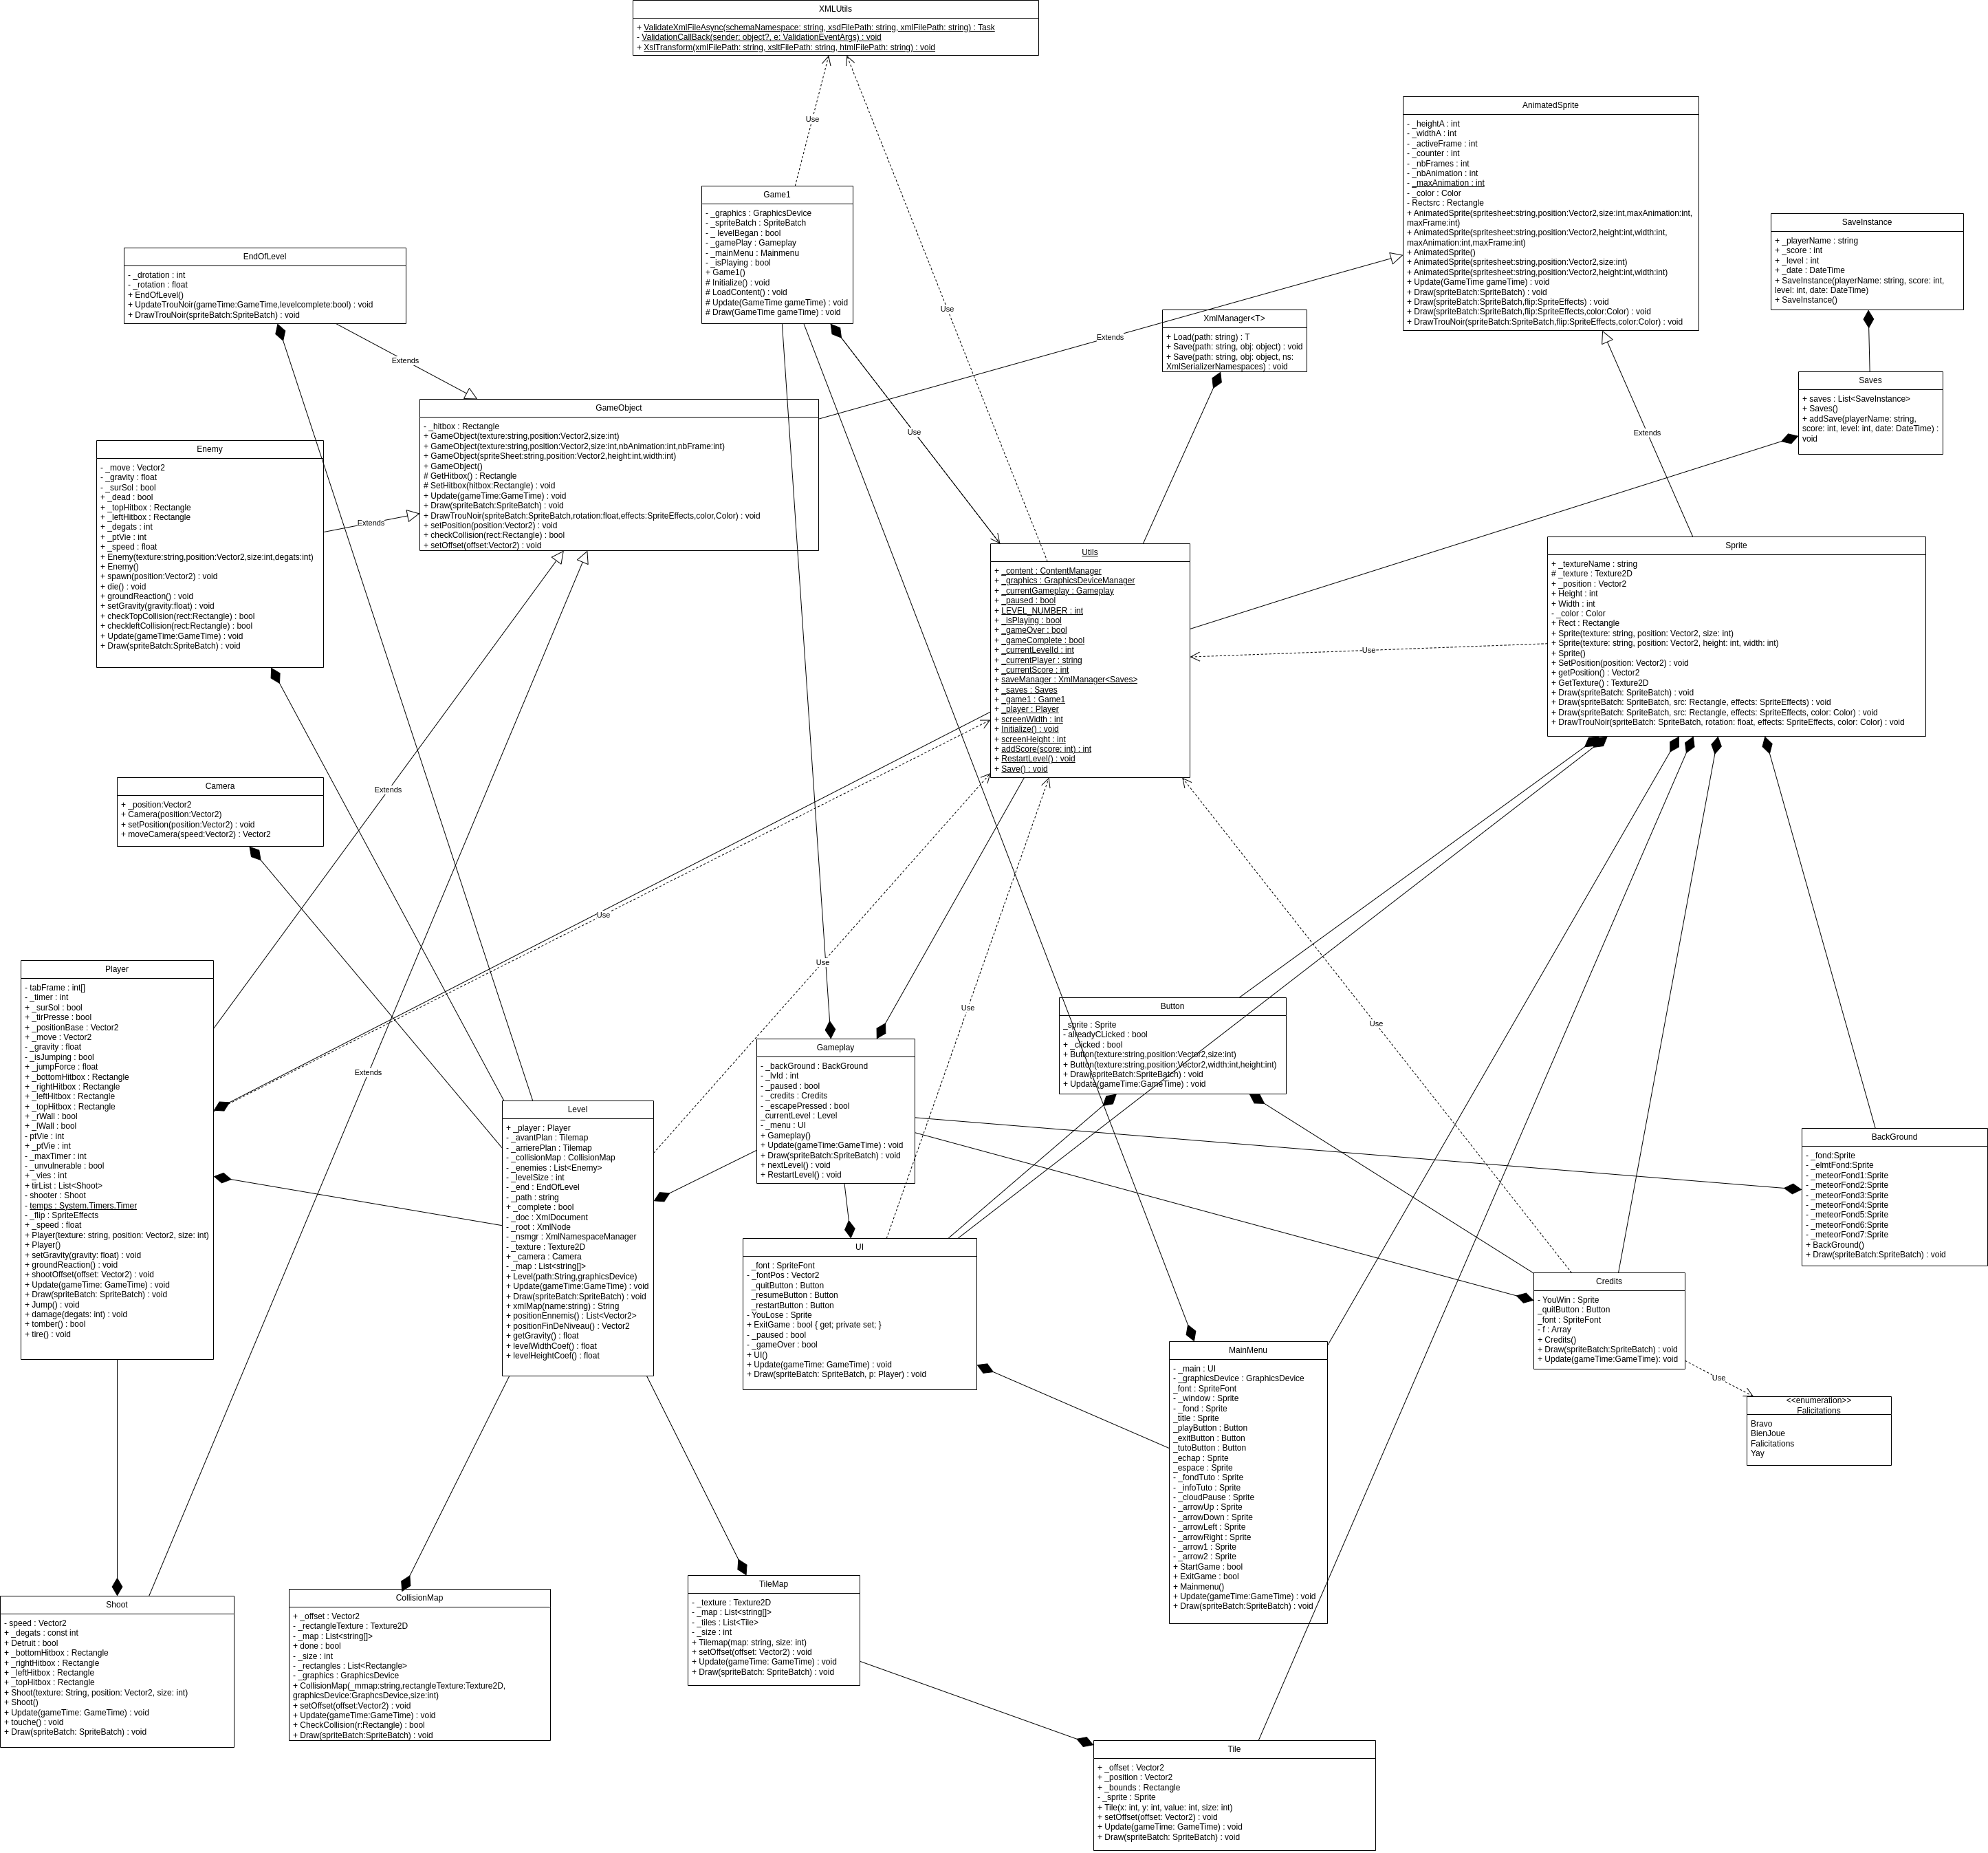 XMLUtils
+ ValidateXmlFileAsync(schemaNamespace: string, xsdFilePath: string, xmlFilePath: string) : Task
- ValidationCallBack(sender: object?, e: ValidationEventArgs) : void
+ XslTransform(xmlFilePath: string, xsltFilePath: string, htmlFilePath: string) : void
Use
Use
AnimatedSprite
- _heightA : int
- _widthA : int
- _activeFrame : int
- _counter : int
- _nbFrames : int
- _nbAnimation : int
- _maxAnimation : int
- _color : Color
- Rectsrc : Rectangle
+ AnimatedSprite(spritesheet:string,position:Vector2,size:int,maxAnimation:int,
maxFrame:int)
+ AnimatedSprite(spritesheet:string,position:Vector2,height:int,width:int,
maxAnimation:int,maxFrame:int)
+ AnimatedSprite()
+ AnimatedSprite(spritesheet:string,position:Vector2,size:int)
+ AnimatedSprite(spritesheet:string,position:Vector2,height:int,width:int)
+ Update(GameTime gameTime) : void
+ Draw(spriteBatch:SpriteBatch) : void
+ Draw(spriteBatch:SpriteBatch,flip:SpriteEffects) : void
+ Draw(spriteBatch:SpriteBatch,flip:SpriteEffects,color:Color) : void
+ DrawTrouNoir(spriteBatch:SpriteBatch,flip:SpriteEffects,color:Color) : void
Game1
- _graphics : GraphicsDevice
- _spriteBatch : SpriteBatch
- _ levelBegan : bool
- _gamePlay : Gameplay
- _mainMenu : Mainmenu
- _isPlaying : bool
+ Game1()
# Initialize() : void
# LoadContent() : void
# Update(GameTime gameTime) : void
# Draw(GameTime gameTime) : void
SaveInstance
+ _playerName : string
+ _score : int
+ _level : int
+ _date : DateTime
+ SaveInstance(playerName: string, score: int,
level: int, date: DateTime)
+ SaveInstance()
EndOfLevel
- _drotation : int
- _rotation : float
+ EndOfLevel()
+ UpdateTrouNoir(gameTime:GameTime,levelcomplete:bool) : void
+ DrawTrouNoir(spriteBatch:SpriteBatch) : void
XmlManager<T>
+ Load(path: string) : T
+ Save(path: string, obj: object) : void
+ Save(path: string, obj: object, ns:
XmlSerializerNamespaces) : void
Extends
Extends
Saves
+ saves : List<SaveInstance>
+ Saves()
+ addSave(playerName: string,
score: int, level: int, date: DateTime) :
void
GameObject
- _hitbox : Rectangle
+ GameObject(texture:string,position:Vector2,size:int)
+ GameObject(texture:string,position:Vector2,size:int,nbAnimation:int,nbFrame:int)
+ GameObject(spriteSheet:string,position:Vector2,height:int,width:int)
+ GameObject()
# GetHitbox() : Rectangle
# SetHitbox(hitbox:Rectangle) : void
+ Update(gameTime:GameTime) : void
+ Draw(spriteBatch:SpriteBatch) : void
+ DrawTrouNoir(spriteBatch:SpriteBatch,rotation:float,effects:SpriteEffects,color,Color) : void
+ setPosition(position:Vector2) : void
+ checkCollision(rect:Rectangle) : bool
+ setOffset(offset:Vector2) : void
Use
Extends
Enemy
- _move : Vector2
- _gravity : float
- _surSol : bool
+ _dead : bool
+ _topHitbox : Rectangle
+ _leftHitbox : Rectangle
+ _degats : int
+ _ptVie : int
+ _speed : float
+ Enemy(texture:string,position:Vector2,size:int,degats:int)
+ Enemy()
+ spawn(position:Vector2) : void
+ die() : void
+ groundReaction() : void
+ setGravity(gravity:float) : void
+ checkTopCollision(rect:Rectangle) : bool
+ checkleftCollision(rect:Rectangle) : bool
+ Update(gameTime:GameTime) : void
+ Draw(spriteBatch:SpriteBatch) : void
Extends
Utils
+ _content : ContentManager
+ _graphics : GraphicsDeviceManager
+ _currentGameplay : Gameplay
+ _paused : bool
+ LEVEL_NUMBER : int
+ _isPlaying : bool
+ _gameOver : bool
+ _gameComplete : bool
+ _currentLevelId : int
+ _currentPlayer : string
+ _currentScore : int
+ saveManager : XmlManager<Saves>
+ _saves : Saves
+ _game1 : Game1
+ _player : Player
+ screenWidth : int
+ Initialize() : void
+ screenHeight : int
+ addScore(score: int) : int
+ RestartLevel() : void
+ Save() : void
Sprite
+ _textureName : string
# _texture : Texture2D
+ _position : Vector2
+ Height : int
+ Width : int
- _color : Color
+ Rect : Rectangle
+ Sprite(texture: string, position: Vector2, size: int)
+ Sprite(texture: string, position: Vector2, height: int, width: int)
+ Sprite()
+ SetPosition(position: Vector2) : void
+ getPosition() : Vector2
+ GetTexture() : Texture2D
+ Draw(spriteBatch: SpriteBatch) : void
+ Draw(spriteBatch: SpriteBatch, src: Rectangle, effects: SpriteEffects) : void
+ Draw(spriteBatch: SpriteBatch, src: Rectangle, effects: SpriteEffects, color: Color) : void
+ DrawTrouNoir(spriteBatch: SpriteBatch, rotation: float, effects: SpriteEffects, color: Color) : void
Use
Camera
+ _position:Vector2
+ Camera(position:Vector2)
+ setPosition(position:Vector2) : void
+ moveCamera(speed:Vector2) : Vector2
Extends
Use
Use
Use
Use
Extends
Player
- tabFrame : int[]
- _timer : int
+ _surSol : bool
+ _tirPresse : bool
+ _positionBase : Vector2
+ _move : Vector2
- _gravity : float
- _isJumping : bool
+ _jumpForce : float
+ _bottomHitbox : Rectangle
+ _rightHitbox : Rectangle
+ _leftHitbox : Rectangle
+ _topHitbox : Rectangle
+ _rWall : bool
+ _lWall : bool
- ptVie : int
+ _ptVie : int
- _maxTimer : int
- _unvulnerable : bool
+ _vies : int
+ tirList : List<Shoot>
- shooter : Shoot
- temps : System.Timers.Timer
- _flip : SpriteEffects
+ _speed : float
+ Player(texture: string, position: Vector2, size: int)
+ Player()
+ setGravity(gravity: float) : void
+ groundReaction() : void
+ shootOffset(offset: Vector2) : void
+ Update(gameTime: GameTime) : void
+ Draw(spriteBatch: SpriteBatch) : void
+ Jump() : void
+ damage(degats: int) : void
+ tomber() : bool
+ tire() : void
Button
_sprite : Sprite
- allreadyCLicked : bool
+ _clicked : bool
+ Button(texture:string,position:Vector2,size:int)
+ Button(texture:string,position:Vector2,width:int,height:int)
+ Draw(spriteBatch:SpriteBatch) : void
+ Update(gameTime:GameTime) : void
Gameplay
- _backGround : BackGround
- _lvId : int
- _paused : bool
- _credits : Credits
- _escapePressed : bool
_currentLevel : Level
- _menu : UI
+ Gameplay()
+ Update(gameTime:GameTime) : void
+ Draw(spriteBatch:SpriteBatch) : void
+ nextLevel() : void
+ RestartLevel() : void
Level
+ _player : Player
- _avantPlan : Tilemap
- _arrierePlan : Tilemap
- _collisionMap : CollisionMap
- _enemies : List<Enemy>
- _levelSize : int
- _end : EndOfLevel
- _path : string
+ _complete : bool
- _doc : XmlDocument
- _root : XmlNode
- _nsmgr : XmlNamespaceManager
- _texture : Texture2D
+ _camera : Camera
- _map : List<string[]>
+ Level(path:String,graphicsDevice)
+ Update(gameTime:GameTime) : void
+ Draw(spriteBatch:SpriteBatch) : void
+ xmlMap(name:string) : String
+ positionEnnemis() : List<Vector2>
+ positionFinDeNiveau() : Vector2
+ getGravity() : float
+ levelWidthCoef() : float
+ levelHeightCoef() : float
BackGround
- _fond:Sprite
- _elmtFond:Sprite
- _meteorFond1:Sprite
- _meteorFond2:Sprite
- _meteorFond3:Sprite
- _meteorFond4:Sprite
- _meteorFond5:Sprite
- _meteorFond6:Sprite
- _meteorFond7:Sprite
+ BackGround()
+ Draw(spriteBatch:SpriteBatch) : void
UI
_font : SpriteFont
- _fontPos : Vector2
_quitButton : Button
_resumeButton : Button
_restartButton : Button
- YouLose : Sprite
+ ExitGame : bool { get; private set; }
- _paused : bool
- _gameOver : bool
+ UI()
+ Update(gameTime: GameTime) : void
+ Draw(spriteBatch: SpriteBatch, p: Player) : void
Credits
- YouWin : Sprite
_quitButton : Button
_font : SpriteFont
- f : Array
+ Credits()
+ Draw(spriteBatch:SpriteBatch) : void
+ Update(gameTime:GameTime): void
Use
MainMenu
- _main : UI
- _graphicsDevice : GraphicsDevice
_font : SpriteFont
- _window : Sprite
- _fond : Sprite
_title : Sprite
_playButton : Button
_exitButton : Button
_tutoButton : Button
_echap : Sprite
_espace : Sprite
- _fondTuto : Sprite
- _infoTuto : Sprite
- _cloudPause : Sprite
- _arrowUp : Sprite
- _arrowDown : Sprite
- _arrowLeft : Sprite
- _arrowRight : Sprite
- _arrow1 : Sprite
- _arrow2 : Sprite
+ StartGame : bool
+ ExitGame : bool
+ Mainmenu()
+ Update(gameTime:GameTime) : void
+ Draw(spriteBatch:SpriteBatch) : void
<<enumeration>>
Falicitations
Bravo
BienJoue
Falicitations
Yay
Shoot
- speed : Vector2
+ _degats : const int
+ Detruit : bool
+ _bottomHitbox : Rectangle
+ _rightHitbox : Rectangle
+ _leftHitbox : Rectangle
+ _topHitbox : Rectangle
+ Shoot(texture: String, position: Vector2, size: int)
+ Shoot()
+ Update(gameTime: GameTime) : void
+ touche() : void
+ Draw(spriteBatch: SpriteBatch) : void
CollisionMap
+ _offset : Vector2
- _rectangleTexture : Texture2D
- _map : List<string[]>
+ done : bool
- _size : int
- _rectangles : List<Rectangle>
- _graphics : GraphicsDevice
+ CollisionMap(_mmap:string,rectangleTexture:Texture2D,
graphicsDevice:GraphcsDevice,size:int)
+ setOffset(offset:Vector2) : void
+ Update(gameTime:GameTime) : void
+ CheckCollision(r:Rectangle) : bool
+ Draw(spriteBatch:SpriteBatch) : void
TileMap
- _texture : Texture2D
- _map : List<string[]>
- _tiles : List<Tile>
- _size : int
+ Tilemap(map: string, size: int)
+ setOffset(offset: Vector2) : void
+ Update(gameTime: GameTime) : void
+ Draw(spriteBatch: SpriteBatch) : void
Tile
+ _offset : Vector2
+ _position : Vector2
+ _bounds : Rectangle
- _sprite : Sprite
+ Tile(x: int, y: int, value: int, size: int)
+ setOffset(offset: Vector2) : void
+ Update(gameTime: GameTime) : void
+ Draw(spriteBatch: SpriteBatch) : void